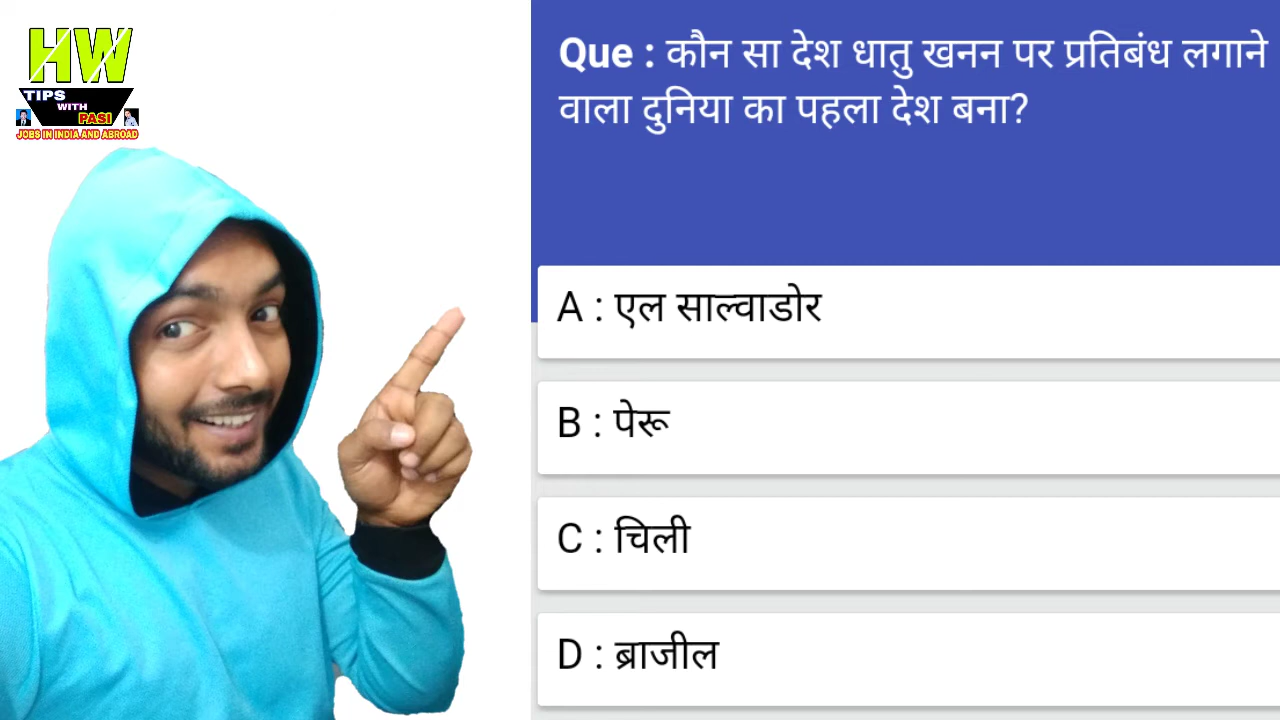 HW
TIPS
WITH
PASI
JOBS IN INDIA AND ABROAD
Que : कौन सा देश धातु खनन पर प्रतिबंध लगाने
वाला दुनिया का पहला देश बना?
A : एल साल्वाडोर
B : पेरू
C : चिली
D : ब्राजील